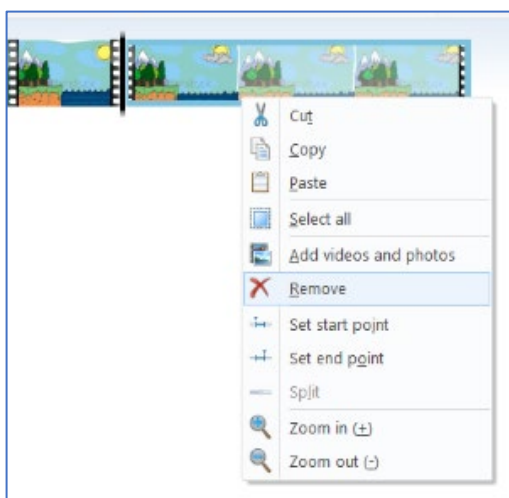 Cut
Copy
Paste
Select all
Add videos and photos
Remove
Set start point
Set end point
Split
Zoom in (+)
Zoom out (-)